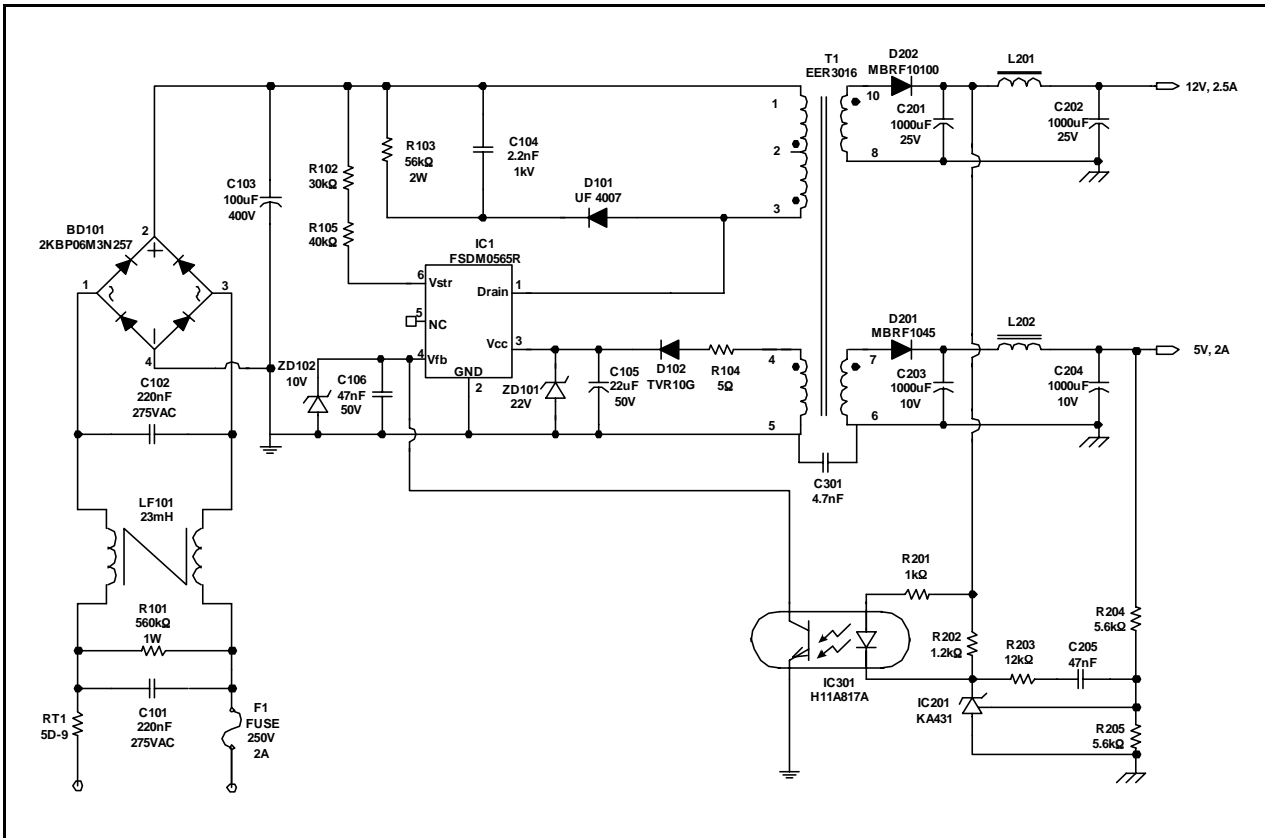 T1
EER3016
D202
MBRF10100
L201
1
10
C201
1000uF
25V
C202
1000uF
25V
12V, 2.5A
R103
56kΩ
2W
C104
2.2nF
1kV
2
8
R102
30kΩ
C103
100uF
400V
D101
UF 4007
3
R105
40kΩ
BD101
2KBP06M3N257
2
1
3
4
IC1
FSDM0565R
6
Vstr
Drain
1
5
NC
Vcc
3
4
Vfb
GND
2
D201
MBRF1045
L202
4
7
C203
1000uF
10V
C204
1000uF
10V
5V, 2A
ZD102
10V
C106
47nF
50V
ZD101
22V
C105
22uF
50V
D102
TVR10G
R104
5Ω
C102
220nF
275VAC
5
6
C301
4.7nF
LF101
23mH
R101
560kΩ
1W
R201
1kΩ
R204
5.6kΩ
R202
1.2kΩ
R203
12kΩ
C205
47nF
IC301
H11A817A
IC201
KA431
R205
5.6kΩ
RT1
5D-9
C101
220nF
275VAC
F1
FUSE
250V
2A